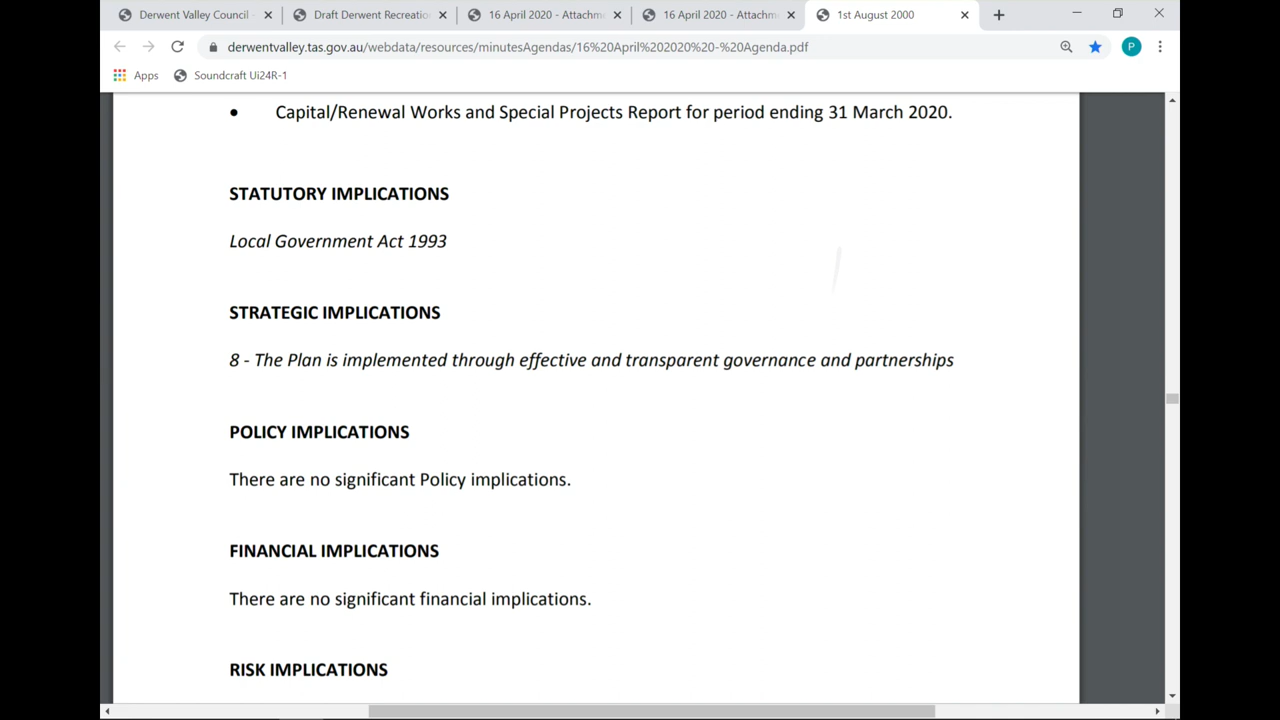 Derwent Valley Council -
Draft Derwent Recreatio
16 April 2020 - Attachm
16 April 2020 - Attachm
1st August 2000
derwentvalley.tas.gov.au/webdata/resources/minutesAgendas/16%20April%202020%20-%20Agenda.pdf
P
Apps
Soundcraft Ui24R-1
• Capital/Renewal Works and Special Projects Report for period ending 31 March 2020.
STATUTORY IMPLICATIONS
Local Government Act 1993
STRATEGIC IMPLICATIONS
8 - The Plan is implemented through effective and transparent governance and partnerships
POLICY IMPLICATIONS
There are no significant Policy implications.
FINANCIAL IMPLICATIONS
There are no significant financial implications.
RISK IMPLICATIONS